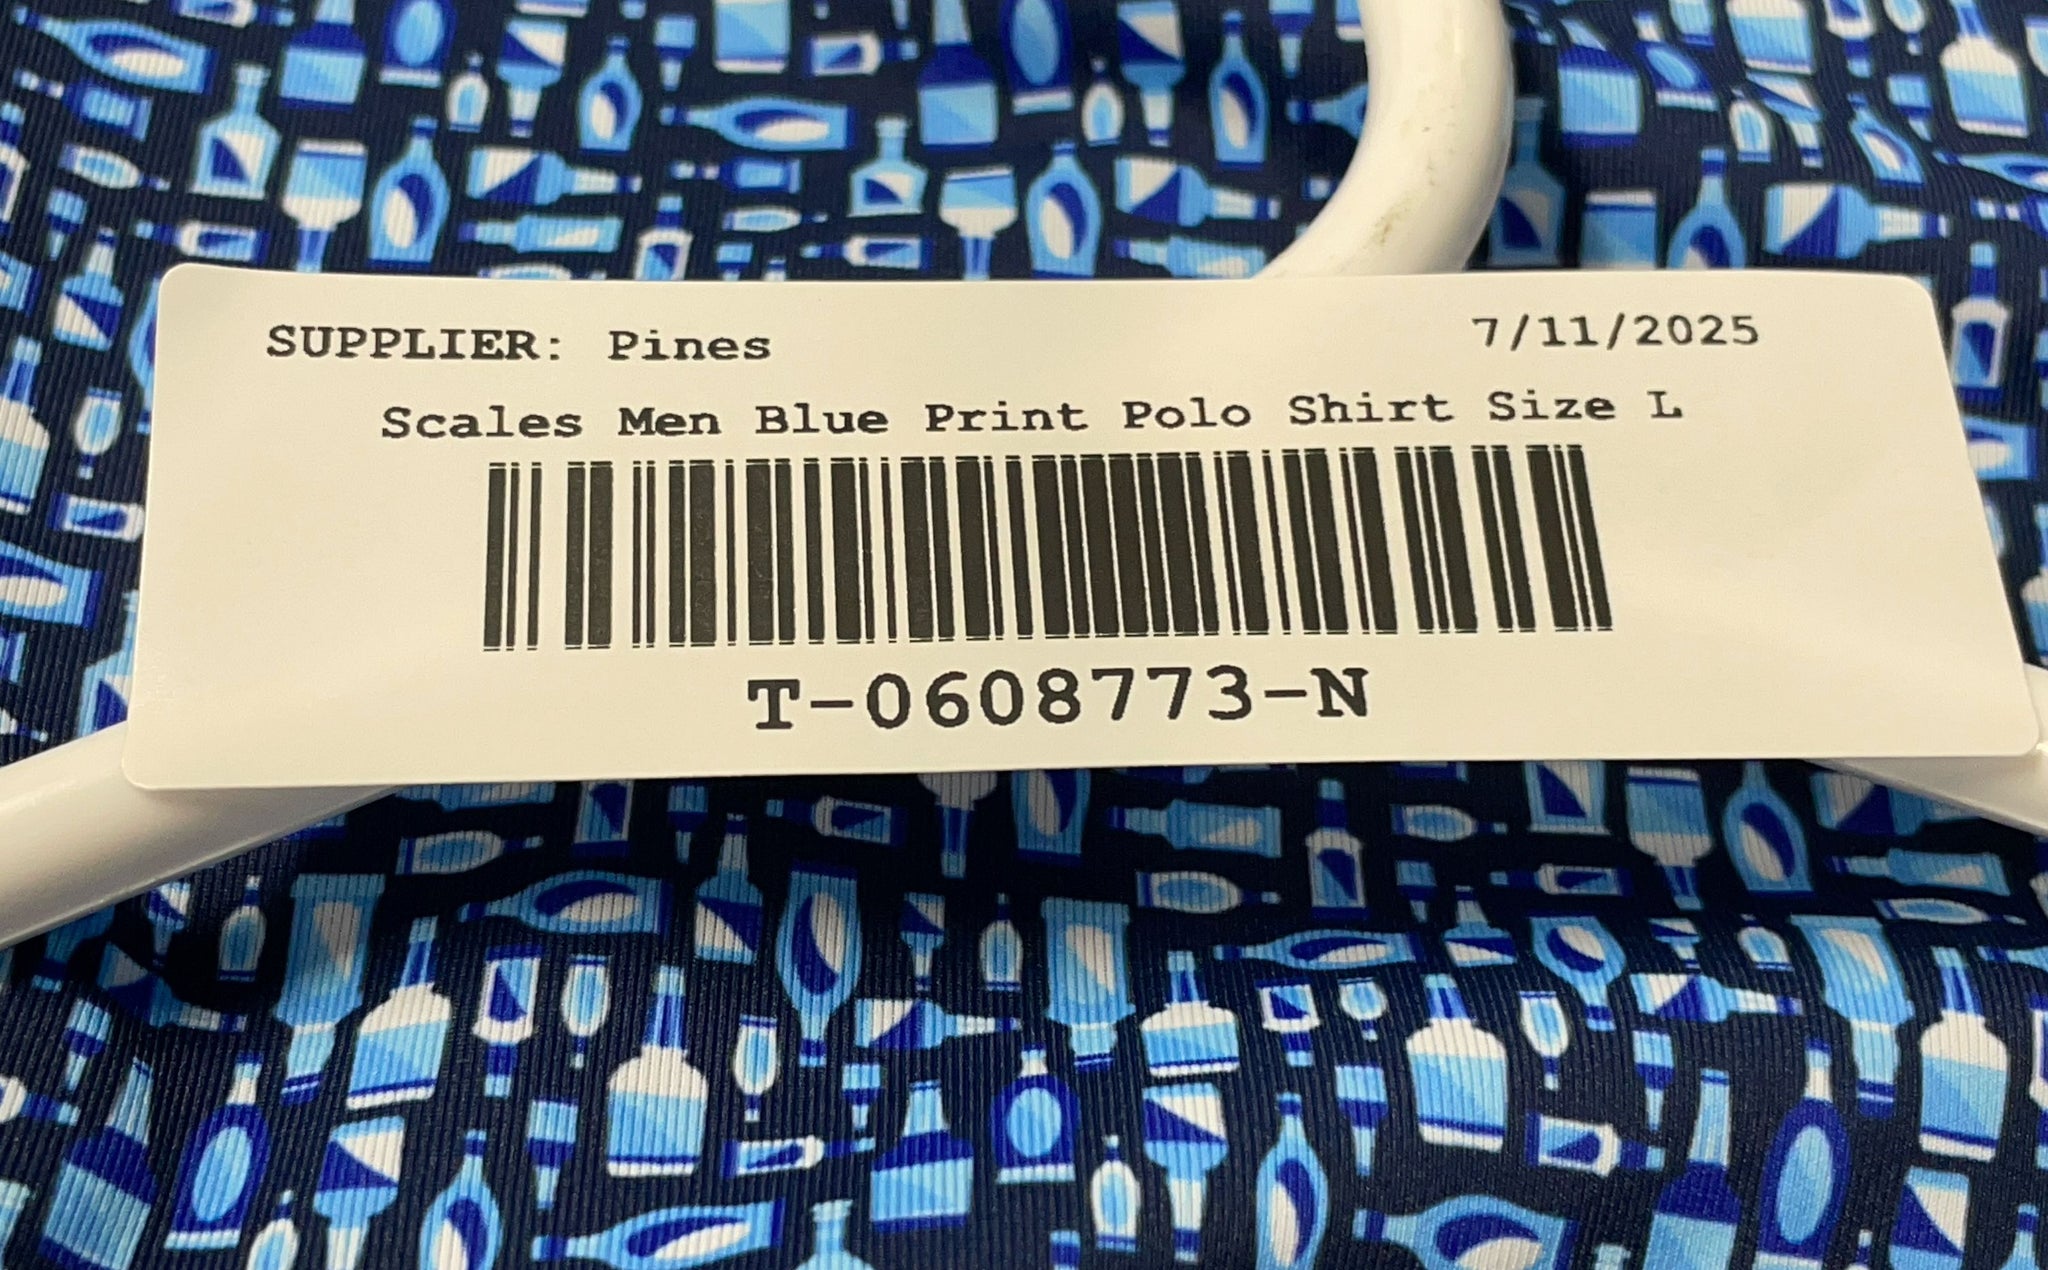 SUPPLIER: Pines 7/11/2025
Scales Men Blue Print Polo Shirt Size L
T-0608773-N